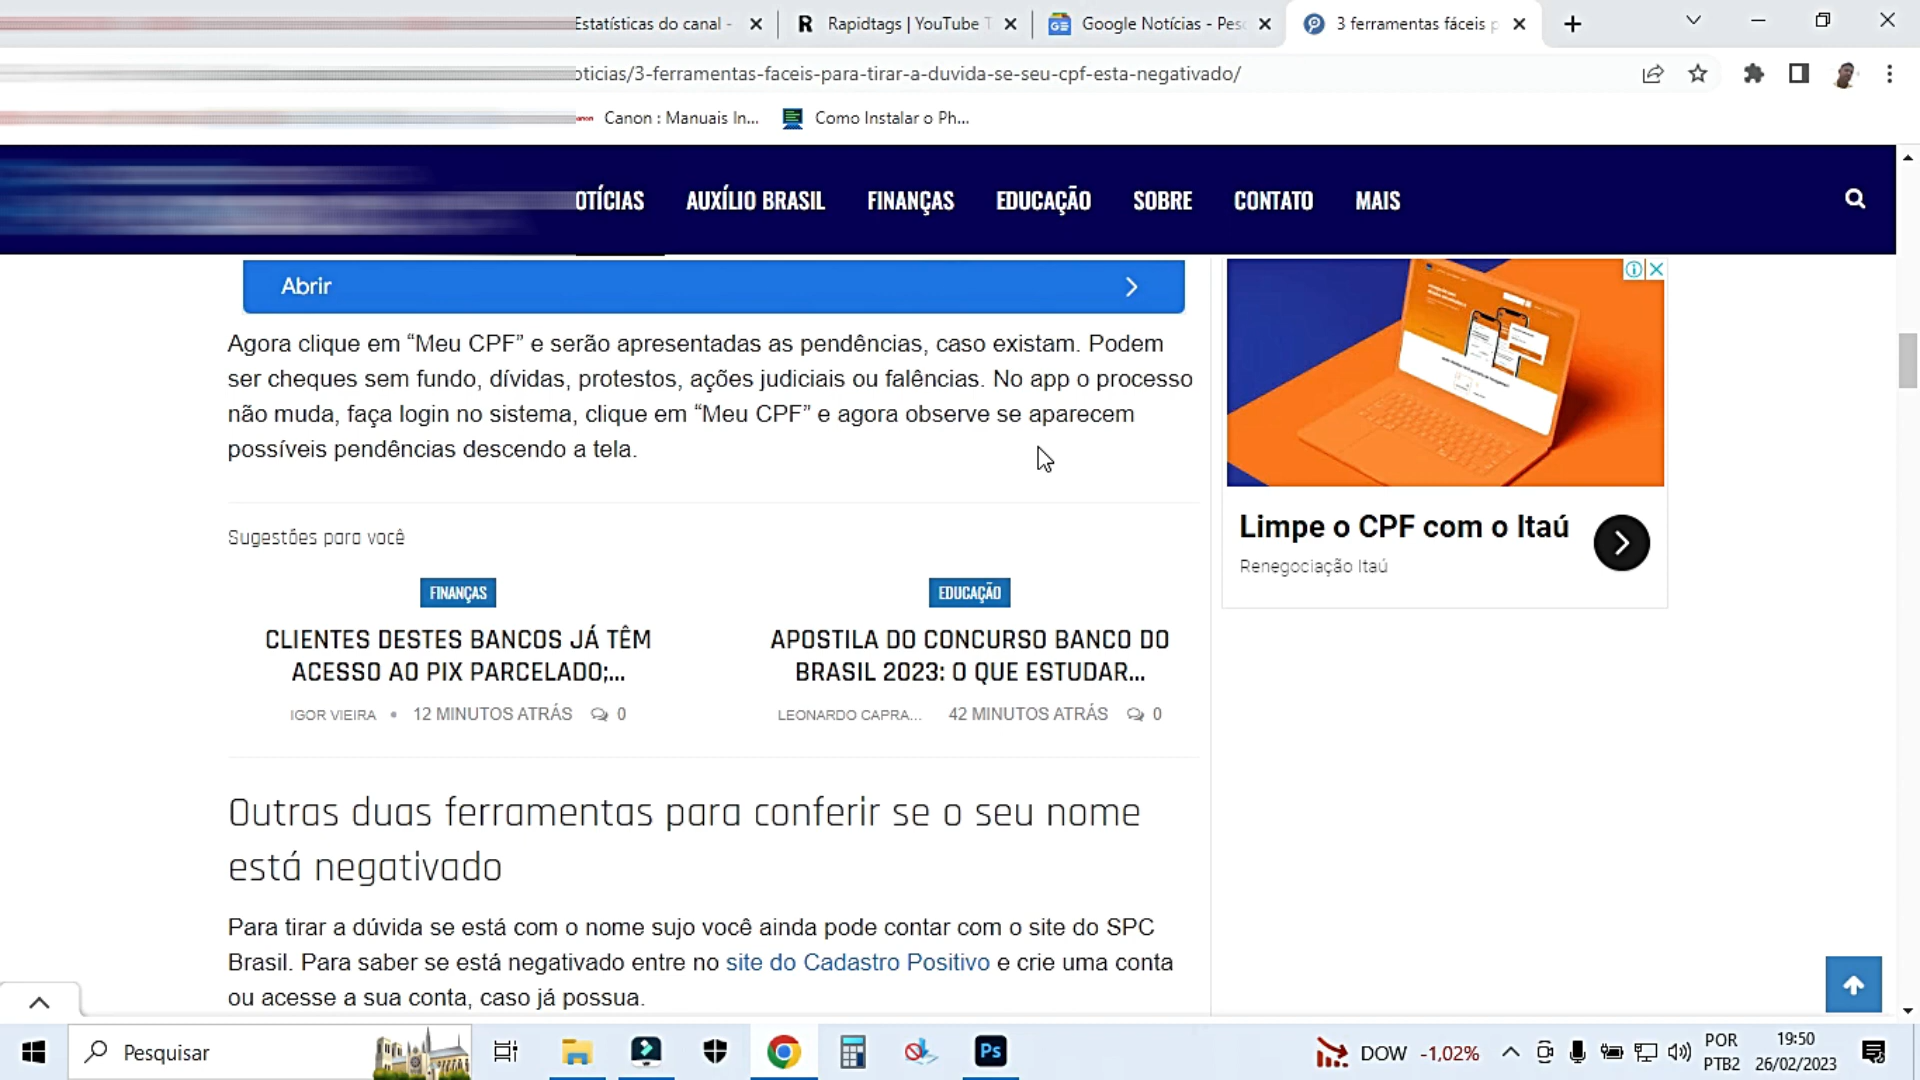 Estatísticas do canal -
Rapidtags | YouTube T
Google Notícias - Pesq
3 ferramentas fáceis p
oticias/3-ferramentas-faceis-para-tirar-a-duvida-se-seu-cpf-esta-negativado/
Canon : Manuais In...
Como Instalar o Ph...
OTÍCIAS
AUXÍLIO BRASIL
FINANÇAS
EDUCAÇÃO
SOBRE
CONTATO
MAIS
Abrir
Agora clique em “Meu CPF” e serão apresentadas as pendências, caso existam. Podem
ser cheques sem fundo, dívidas, protestos, ações judiciais ou falências. No app o processo
não muda, faça login no sistema, clique em “Meu CPF” e agora observe se aparecem
possíveis pendências descendo a tela.
Limpe o CPF com o Itaú
Renegociação Itaú
Sugestões para você
FINANÇAS
CLIENTES DESTES BANCOS JÁ TÊM
ACESSO AO PIX PARCELADO;...
IGOR VIEIRA • 12 MINUTOS ATRÁS 0
EDUCAÇÃO
APOSTILA DO CONCURSO BANCO DO
BRASIL 2023: O QUE ESTUDAR...
LEONARDO CAPRA... 42 MINUTOS ATRÁS 0
Outras duas ferramentas para conferir se o seu nome
está negativado
Para tirar a dúvida se está com o nome sujo você ainda pode contar com o site do SPC
Brasil. Para saber se está negativado entre no site do Cadastro Positivo e crie uma conta
ou acesse a sua conta, caso já possua.
Pesquisar
Ps
DOW -1,02%
POR
PTB2
19:50
26/02/2023